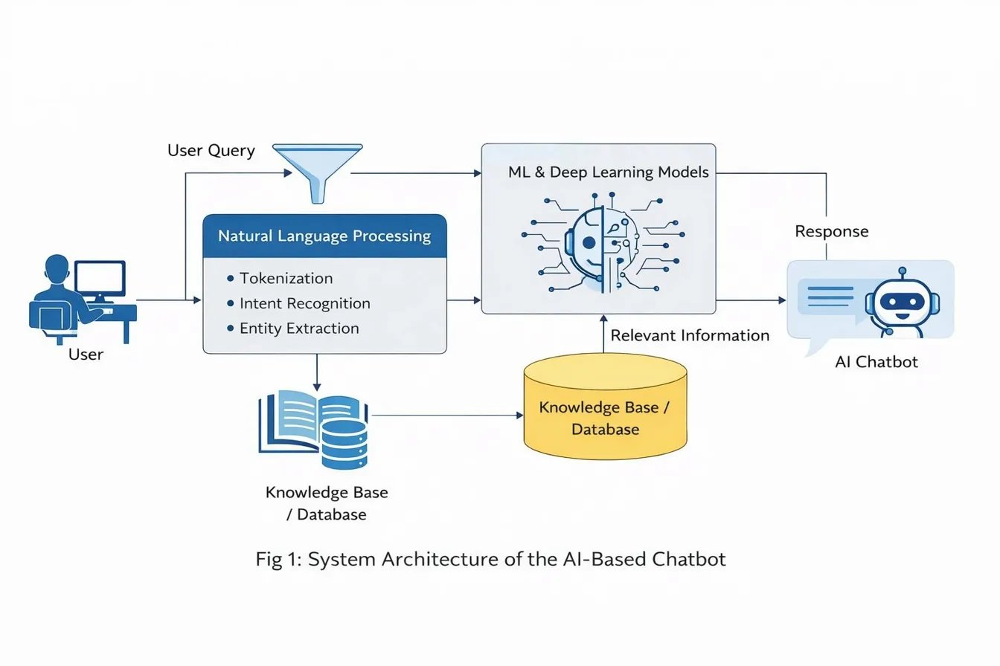 User Query
ML & Deep Learning Models
Natural Language Processing
• Tokenization
• Intent Recognition
• Entity Extraction
Response
User
Relevant Information
AI Chatbot
Knowledge Base /
Database
Knowledge Base
/ Database
Fig 1: System Architecture of the AI-Based Chatbot